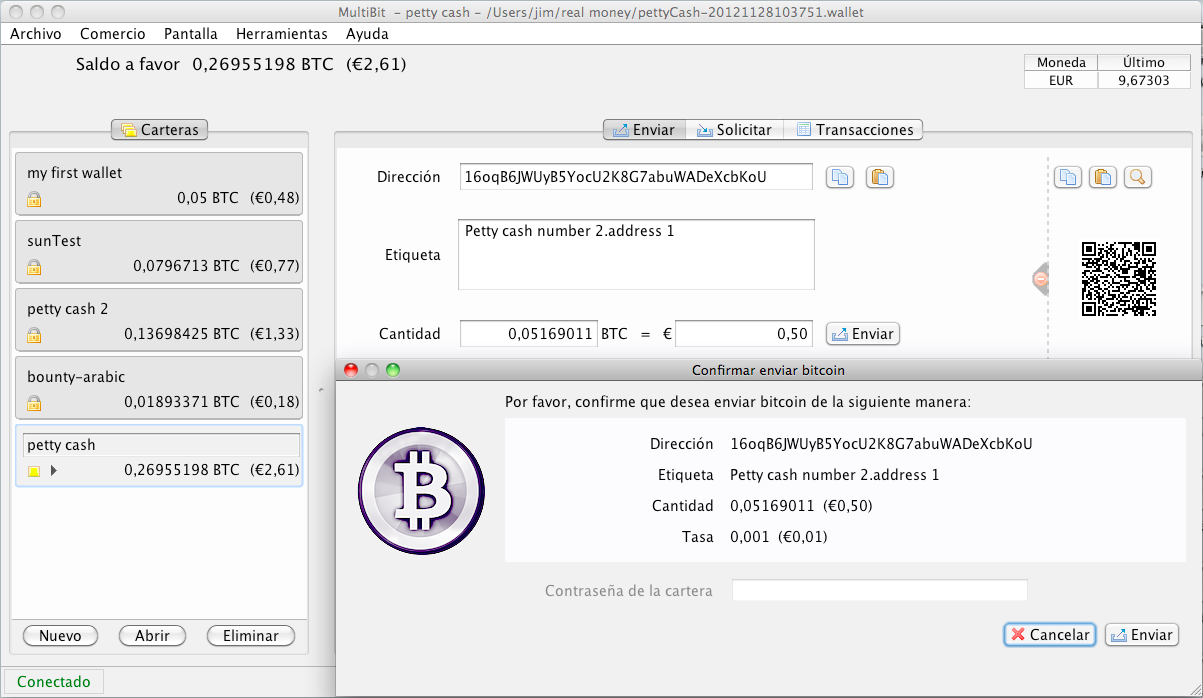 MultiBit - petty cash - /Users/jim/real money/pettyCash-20121128103751.wallet
Archivo Comercio Pantalla Herramientas Ayuda
Saldo a favor 0,26955198 BTC (€2,61)
Moneda Último
EUR 9,67303
Carteras
my first wallet
0,05 BTC (€0,48)
sunTest
0,0796713 BTC (€0,77)
petty cash 2
0,13698425 BTC (€1,33)
bounty-arabic
0,01893371 BTC (€0,18)
petty cash
0,26955198 BTC (€2,61)
Nuevo Abrir Eliminar
Conectado
Enviar Solicitar Transacciones
Dirección 16oqB6JWUyB5YocU2K8G7abuWADeXcbKoU
Etiqueta Petty cash number 2.address 1
Cantidad 0,05169011 BTC = € 0,50 Enviar
Confirmar enviar bitcoin
Por favor, confirme que desea enviar bitcoin de la siguiente manera:
Dirección 16oqB6JWUyB5YocU2K8G7abuWADeXcbKoU
Etiqueta Petty cash number 2.address 1
Cantidad 0,05169011 (€0,50)
Tasa 0,001 (€0,01)
Contraseña de la cartera
Cancelar Enviar